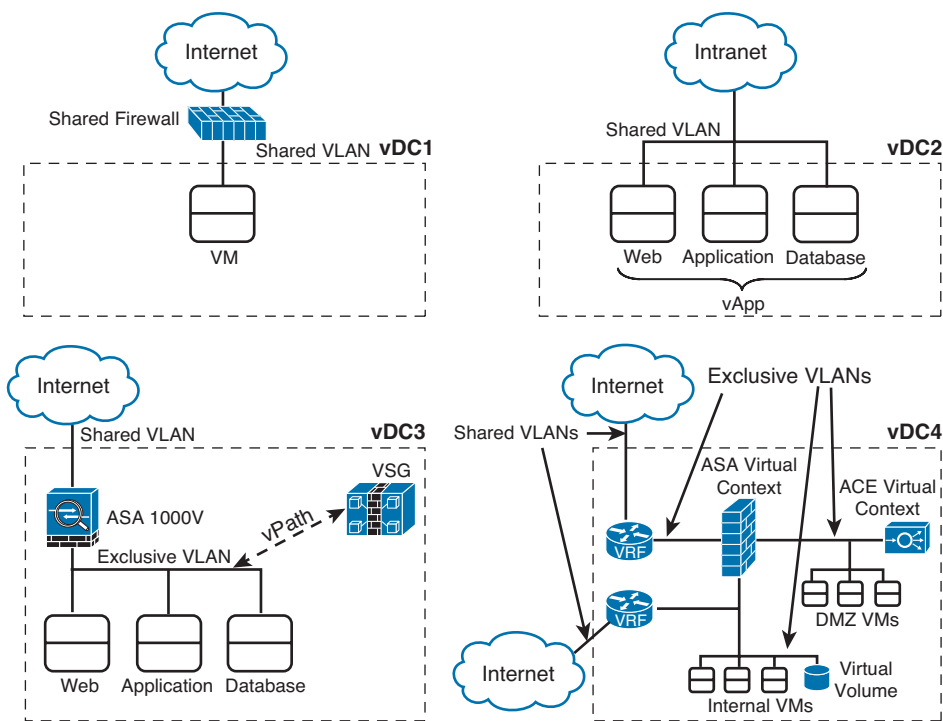 Internet
Shared Firewall
Shared VLAN
vDC1
VM
Intranet
Shared VLAN
vDC2
Web
Application
Database
vApp
Internet
Shared VLAN
vDC3
VSG
ASA 1000V
vPath
Exclusive VLAN
Web
Application
Database
Internet
Exclusive VLANs
Shared VLANs
vDC4
ASA Virtual
Context
ACE Virtual
Context
VRF
VRF
DMZ VMs
Internet
Virtual
Volume
Internal VMs